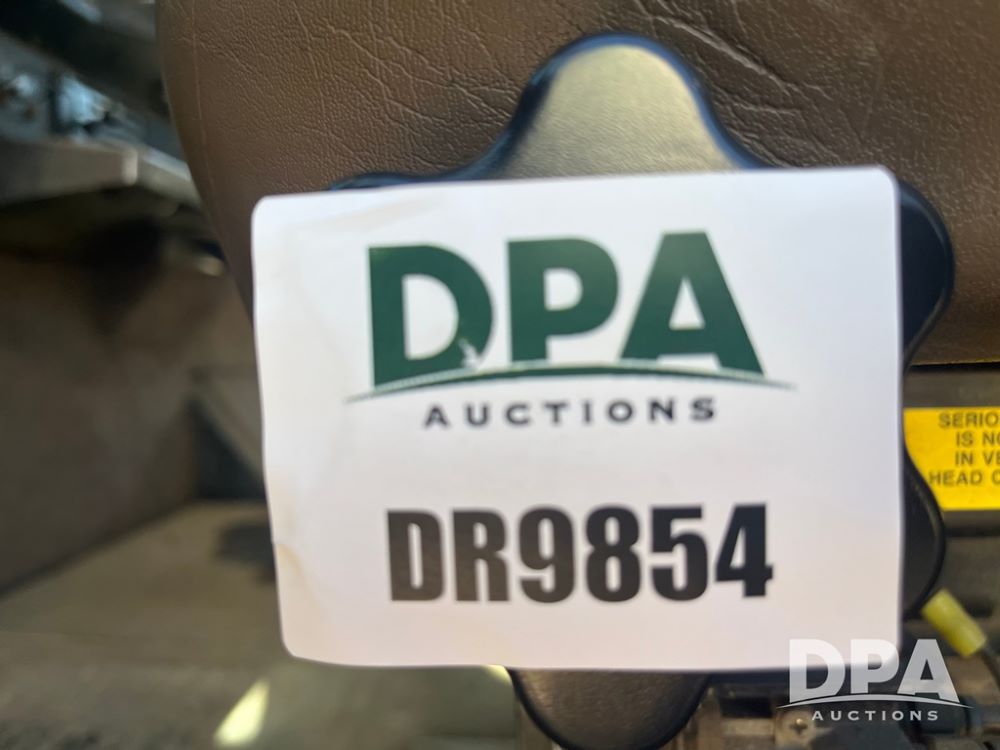 DPA
AUCTIONS
DR9854
SERIO
IS NO
IN VE
HEAD
DPA
AUCTIONS